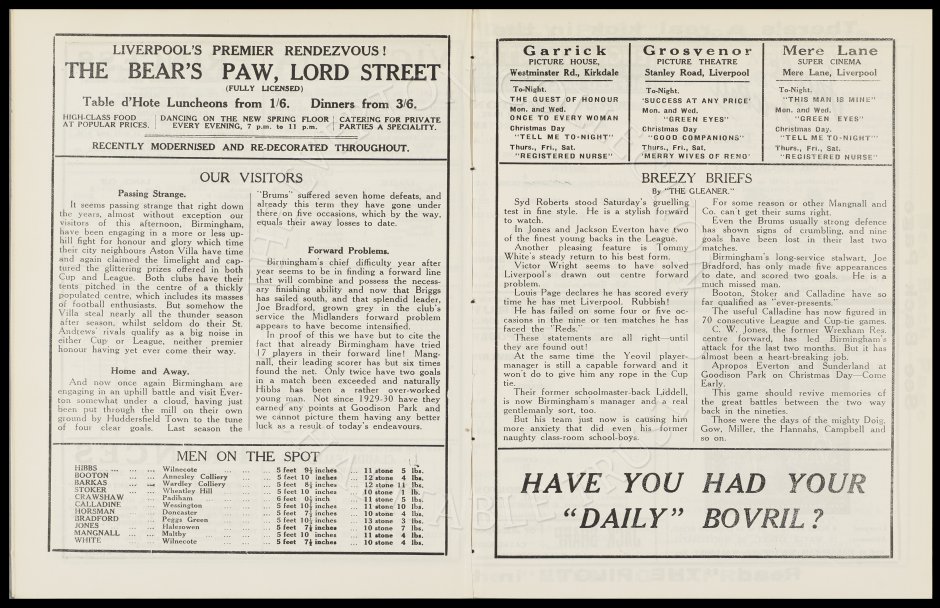 LIVERPOOL'S PREMIER RENDEZVOUS!
THE BEAR'S PAW, LORD STREET
(FULLY LICENSED)
Table d'Hote Luncheons from 1/6. Dinners from 3/6.
HIGH-CLASS FOOD
AT POPULAR PRICES.
DANCING ON THE NEW SPRING FLOOR
EVERY EVENING, 7 p.m. to 11 p.m.
CATERING FOR PRIVATE
PARTIES A SPECIALITY.
RECENTLY MODERNISED AND RE-DECORATED THROUGHOUT.
OUR VISITORS
Passing Strange.
It seems passing strange that right down
the years, almost without exception our
visitors of this afternoon, Birmingham,
have been engaging in a more or less up-
hill fight for honour and glory which time
their city neighbours Aston Villa have time
and again claimed the limelight and cap-
tured the glittering prizes offered in both
Cup and League. Both clubs have their
tents pitched in the centre of a thickly
populated centre, which includes its masses
of football enthusiasts. But somehow the
Villa steal nearly all the thunder season
after season, whilst seldom do their St.
Andrews rivals qualify as a big noise in
either Cup or League, neither premier
honour having yet ever come their way.
Home and Away.
And now once again Birmingham are
engaging in an uphill battle and visit Ever-
ton somewhat under a cloud, having just
been put through the mill on their own
ground by Huddersfield Town to the tune
of four clear goals. Last season the
"Brums" suffered seven home defeats, and
already this term they have gone under
there on five occasions, which by the way,
equals their away losses to date.
Forward Problems.
Birmingham's chief difficulty year after
year seems to be in finding a forward line
that will combine and possess the necess-
ary finishing ability and now that Briggs
has sailed south, and that splendid leader,
Joe Bradford, grown grey in the club's
service the Midlanders forward problem
appears to have become intensified.
In proof of this we have but to cite the
fact already Birmingham have tried
17 players in their forward line! Mang-
nall, their leading scorer has but six times
found the net. Only twice have two goals
in a match been exceeded and naturally
Hibbs has been a rather over-worked
young man. Not since 1929-30 have they
earned any points at Goodison Park and
we cannot picture them having any better
luck as a result of today's endeavours.
MEN ON THE SPOT
HIBBS ... ... ... Wilnecote ... ... ... 5 feet 9½ inches ... 11 stone 5 lbs.
BOOTON ... ... Annesley Colliery ... ... 5 feet 10 inches ... 12 stone 4 lbs.
BARKAS ... ... Wardley Colliery ... ... 5 feet inches ... 12 stone 11 lbs.
STOKER ... ... Wheatley Hill ... ... 5 feet 10 inches ... 10 stone 1 lb.
CRAWSHAW ... ... Padiham ... ... 6 feet inch ... 11 stone 5 lbs.
CALLADINE ... ... Wessington ... ... 5 feet inches ... 11 stone 10 lbs.
HORSMAN ... ... Doncaster ... ... 5 feet inches ... 10 stone 4 lbs.
BRADFORD ... ... Peggs Green ... ... 5 feet inches ... 13 stone 3 lbs.
JONES ... ... Halesowen ... ... 5 feet inches ... 10 stone 7 lbs.
MANGNALL ... ... Maltby ... ... 5 feet 10 inches ... 11 stone 4 lbs.
WHITE ... ... Wilnecote ... ... 5 feet inches ... 10 stone 4 lbs.
Garrick
PICTURE HOUSE,
Westminster Rd., Kirkdale
To-Night.
THE GUEST OF HONOUR
Mon. and Wed.
ONCE TO EVERY WOMAN
Christmas Day
"TELL ME TO-NIGHT"
Thurs., Fri., Sat.
"REGISTERED NURSE"
Grosvenor
PICTURE THEATRE
Stanley Road, Liverpool
To-Night.
'SUCCESS AT ANY PRICE'
Mon. and Wed.
"GREEN EYES"
Christmas Day
"GOOD COMPANIONS"
Thurs., Fri., Sat.
'MERRY WIVES OF RENO'
Mere Lane
SUPER CINEMA
Mere Lane, Liverpool
To-Night.
"THIS MAN IS MINE"
Mon. and Wed.
"GREEN EYES"
Christmas Day.
"TELL ME TO-NIGHT"
Thurs., Fri., Sat.
"REGISTERED NURSE"
BREEZY BRIEFS
By "THE GLEANER."
Syd Roberts stood Saturday's gruelling
test in fine style. He is a stylish forward
to watch.
In Jones and Jackson Everton have two
of the finest young backs in the League.
Another pleasing feature is Tommy
White's steady return to his best form.
Victor Wright seems to have solved
Liverpool's drawn out centre forward
problem.
Louis Page declares he has scored every
time he has met Liverpool. Rubbish!
He has failed on some four or five oc-
casions in the nine or ten matches he has
faced the "Reds."
These statements are all right—until
they are found out!
At the same time the Yeovil player-
manager is still a capable forward and it
won't do to give him any rope in the Cup
tie.
Their former schoolmaster-back Liddell,
is now Birmingham's manager and a real
gentlemanly sort, too.
But his team just now is causing him
more anxiety that did even his former
naughty class-room school-boys.
For some reason or other Mangnall and
Co. can't get their sums right.
Even the Brums usually strong defence
has shown signs of crumbling, and nine
goals have been lost in their last two
matches.
Birmingham's long-service stalwart, Joe
Bradford, has only made five appearances
to date, and scored two goals. He is a
much missed man.
Booton, Stoker and Calladine have so
far qualified as "ever-presents."
The useful Calladine has now figured in
70 consecutive League and Cup-tie games.
C. W. Jones, the former Wrexham Res.
centre forward, has led Birmingham's
attack for the last two months. But it has
almost been a heart-breaking job.
Apropos Everton and Sunderland at
Goodison Park on Christmas Day—Come
Early.
This game should revive memories of
the great battles between the two way
back in the nineties.
Those were the days of the mighty Doig,
Gow, Miller, the Hannahs, Campbell and
so on.
HAVE YOU HAD YOUR
"DAILY" BOVRIL?